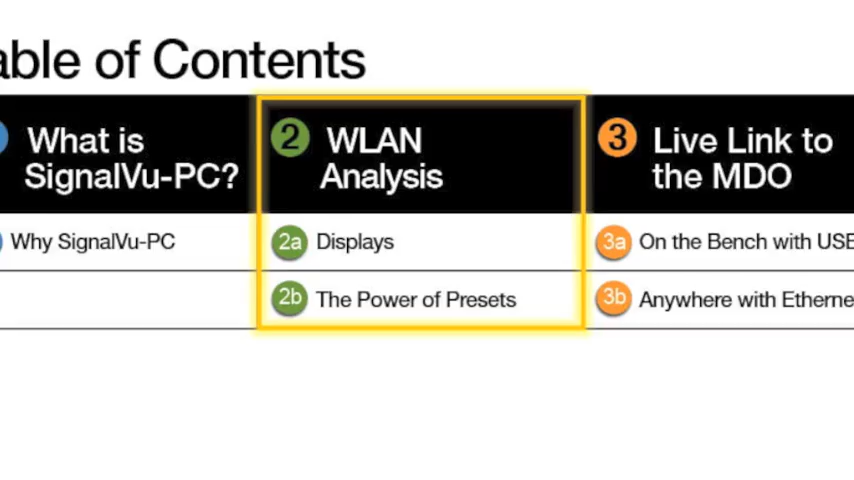 able of Contents
What is
SignalVu-PC?
Why SignalVu-PC
2 WLAN
Analysis
2a Displays
2b The Power of Presets
3 Live Link to
the MDO
3a On the Bench with USB
3b Anywhere with Etherne